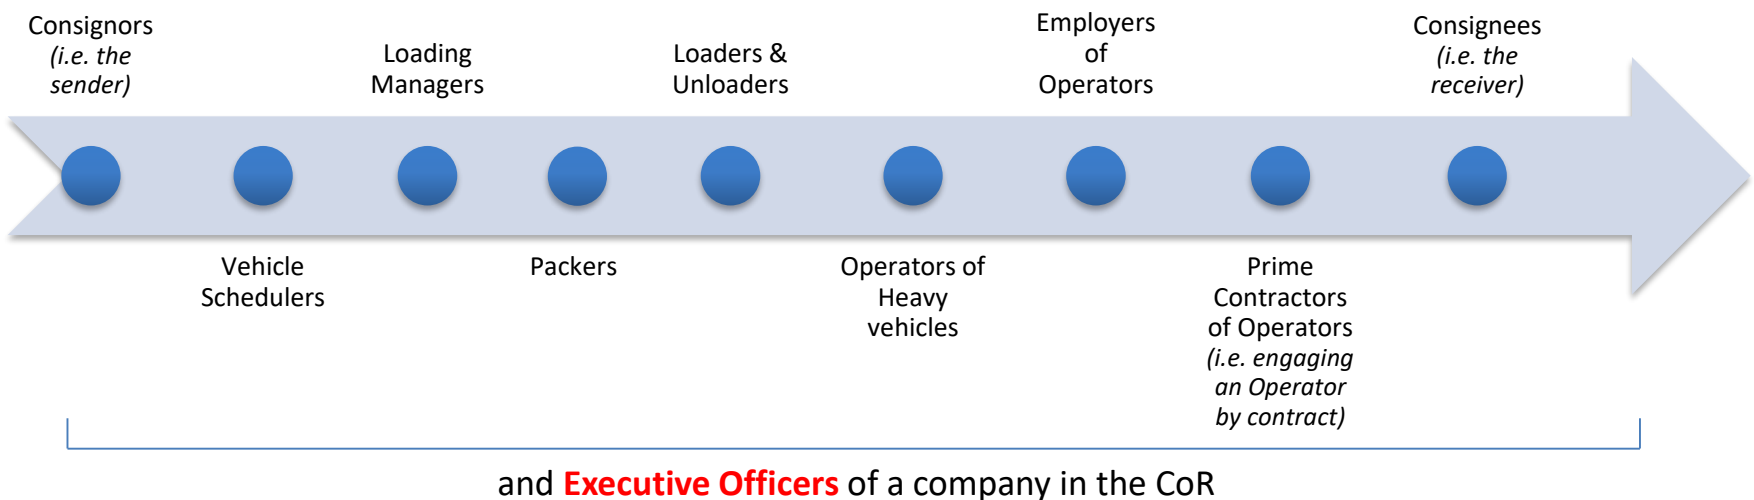 Consignors
(i.e. the
sender)
Vehicle
Schedulers
Loading
Managers
Packers
Loaders &
Unloaders
Operators of
Heavy
vehicles
Employers
of
Operators
Prime
Contractors
of Operators
(i.e. engaging
an Operator
by contract)
Consignees
(i.e. the
receiver)
and Executive Officers of a company in the CoR